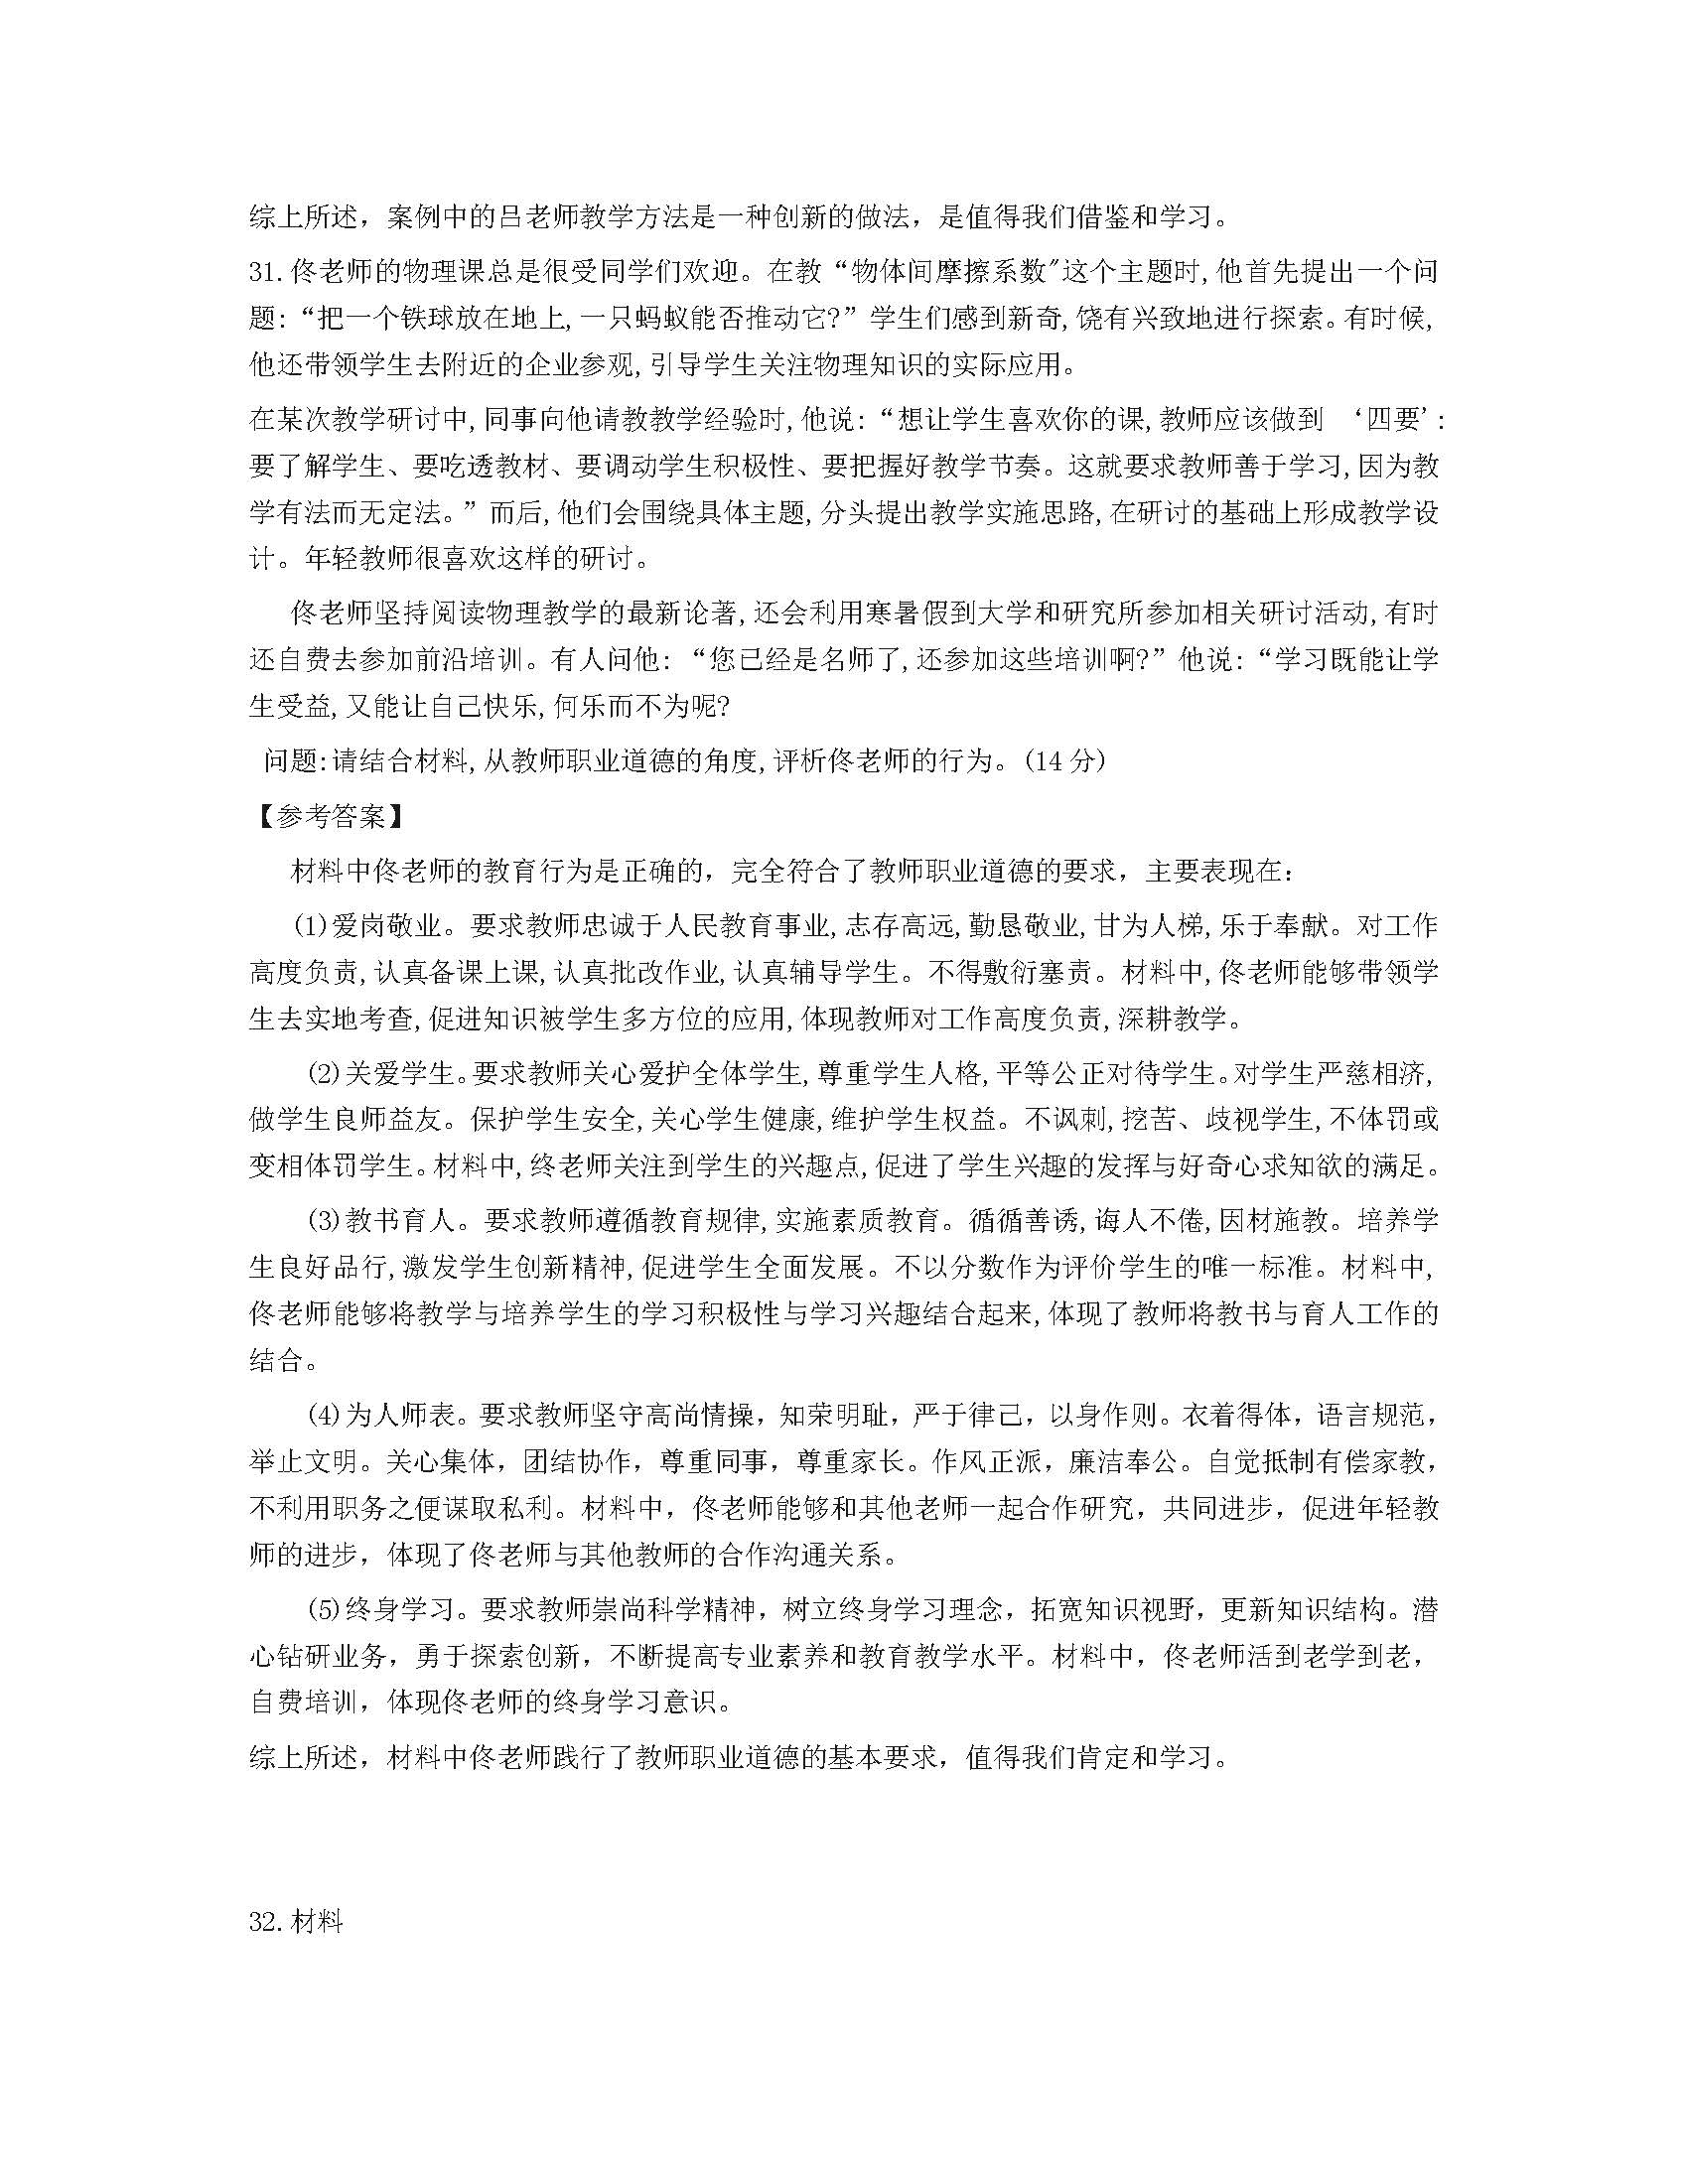 综上所述，案例中的吕老师教学方法是一种创新的做法，是值得我们借鉴和学习。
31.佟老师的物理课总是很受同学们欢迎。在教“物体间摩擦系数"这个主题时,他首先提出一个问
题:“把一个铁球放在地上,一只蚂蚁能否推动它?”学生们感到新奇,饶有兴致地进行探索。有时候,
他还带领学生去附近的企业参观,引导学生关注物理知识的实际应用。
在某次教学研讨中,同事向他请教教学经验时,他说:“想让学生喜欢你的课,教师应该做到 ‘四要':
要了解学生、要吃透教材、要调动学生积极性、要把握好教学节奏。这就要求教师善于学习,因为教
学有法而无定法。”而后,他们会围绕具体主题,分头提出教学实施思路,在研讨的基础上形成教学设
计。年轻教师很喜欢这样的研讨。
佟老师坚持阅读物理教学的最新论著,还会利用寒暑假到大学和研究所参加相关研讨活动,有时
还自费去参加前沿培训。有人问他:“您已经是名师了,还参加这些培训啊?”他说:“学习既能让学
生受益,又能让自己快乐,何乐而不为呢?
问题:请结合材料,从教师职业道德的角度,评析佟老师的行为。(14 分)
【参考答案】
材料中佟老师的教育行为是正确的，完全符合了教师职业道德的要求，主要表现在：
(1)爱岗敬业。要求教师忠诚于人民教育事业,志存高远,勤恳敬业,甘为人梯,乐于奉献。对工作
高度负责,认真备课上课,认真批改作业,认真辅导学生。不得敷衍塞责。材料中,佟老师能够带领学
生去实地考查,促进知识被学生多方位的应用,体现教师对工作高度负责,深耕教学。
(2)关爱学生。要求教师关心爱护全体学生,尊重学生人格,平等公正对待学生。对学生严慈相济,
做学生良师益友。保护学生安全,关心学生健康,维护学生权益。不讽刺,挖苦、歧视学生,不体罚或
变相体罚学生。材料中,终老师关注到学生的兴趣点,促进了学生兴趣的发挥与好奇心求知欲的满足。
(3)教书育人。要求教师遵循教育规律,实施素质教育。循循善诱,诲人不倦,因材施教。培养学
生良好品行,激发学生创新精神,促进学生全面发展。不以分数作为评价学生的唯一标准。材料中,
佟老师能够将教学与培养学生的学习积极性与学习兴趣结合起来,体现了教师将教书与育人工作的
结合。
(4)为人师表。要求教师坚守高尚情操，知荣明耻，严于律己，以身作则。衣着得体，语言规范，
举止文明。关心集体，团结协作，尊重同事，尊重家长。作风正派，廉洁奉公。自觉抵制有偿家教，
不利用职务之便谋取私利。材料中，佟老师能够和其他老师一起合作研究，共同进步，促进年轻教
师的进步，体现了佟老师与其他教师的合作沟通关系。
(5)终身学习。要求教师崇尚科学精神，树立终身学习理念，拓宽知识视野，更新知识结构。潜
心钻研业务，勇于探索创新，不断提高专业素养和教育教学水平。材料中，佟老师活到老学到老，
自费培训，体现佟老师的终身学习意识。
综上所述，材料中佟老师践行了教师职业道德的基本要求，值得我们肯定和学习。
32.材料